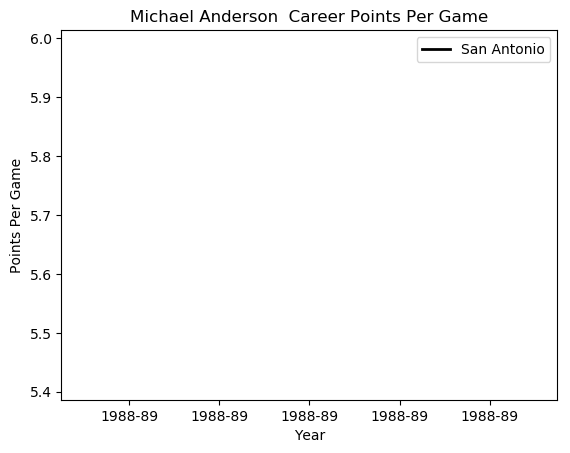 Michael Anderson  Career Points Per Game
San Antonio
Points Per Game
6.0
5.9
5.8
5.7
5.6
5.5
5.4
1988-89 1988-89 1988-89 1988-89 1988-89
Year